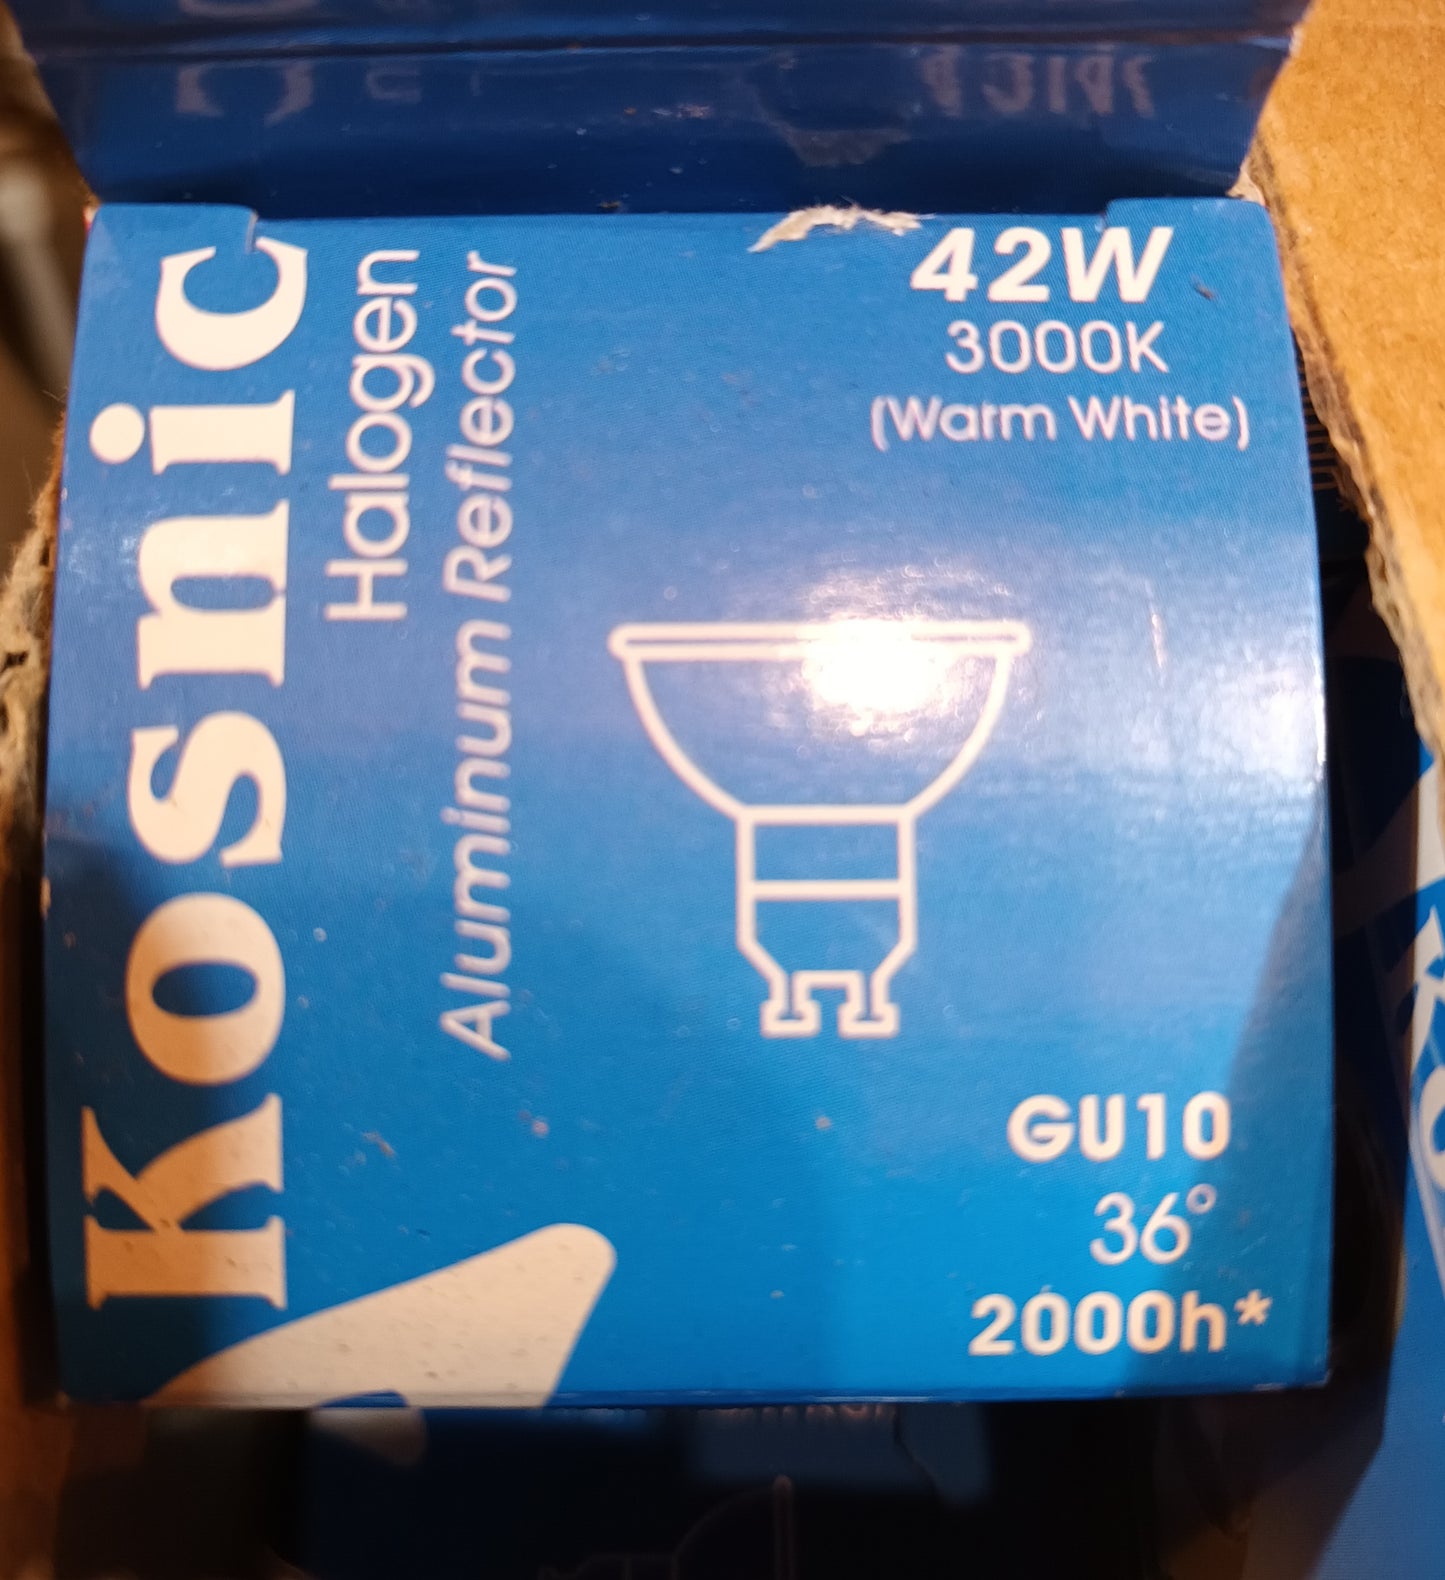 Kosnic
Halogen
Aluminum Reflector
42W
3000K
(Warm White)
GU10
36°
2000h*